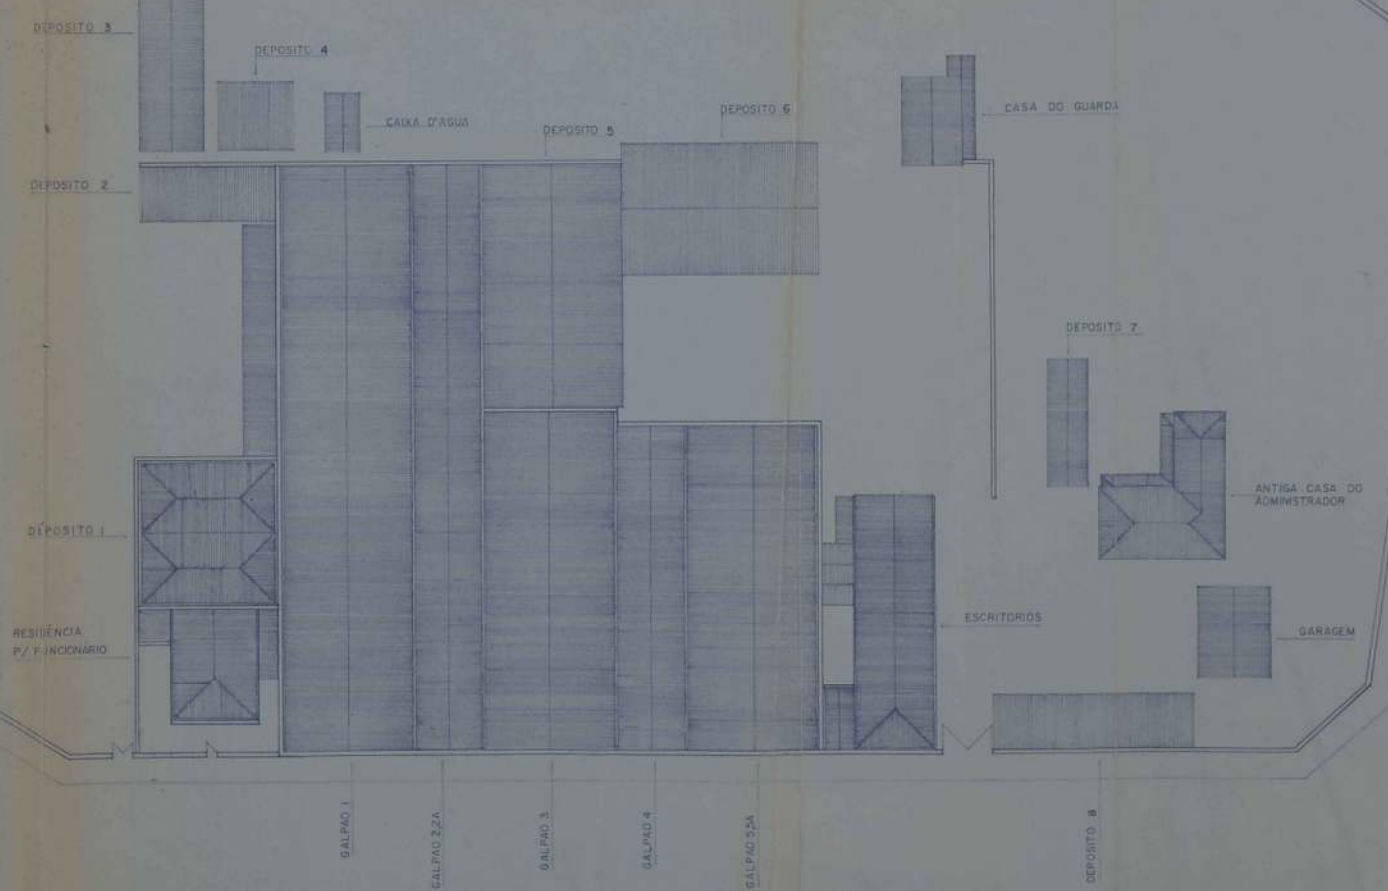 DEPOSITO 3
DEPOSITO 4
CAIXA D'AGUA
DEPOSITO 5
DEPOSITO 6
CASA DO GUARDA
DEPOSITO 2
DEPOSITO 7
ANTIGA CASA DO
ADMINISTRADOR
DEPOSITO 1
RESIDÊNCIA
P/ FUNCIONÁRIO
ESCRITORIOS
GARAGEM
GALPAO 1
GALPAO 2,2A
GALPAO 3
GALPAO 4
GALPAO 5,5A
DEPOSITO 8